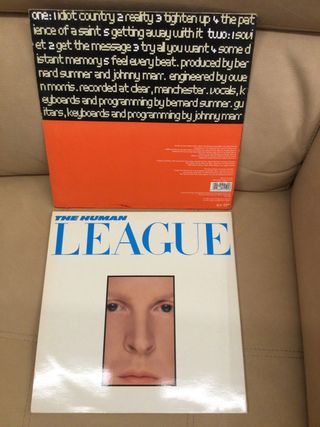 one: 1 idiot country 2 reality 3 tighten up 4 the pat
ience of a saint 5 getting away with it two: 1 sovi
et 2 get the message 3 try all you want 4 some d
istant memory 5 feel every beat. produced by ber
nard sumner and johnny marr. engineered by owe
n morris. recorded at clear, manchester. vocals, k
eyboards and programming by bernard sumner. gu
itars, keyboards and programming by johnny marr
THE HUMAN
LEAGUE